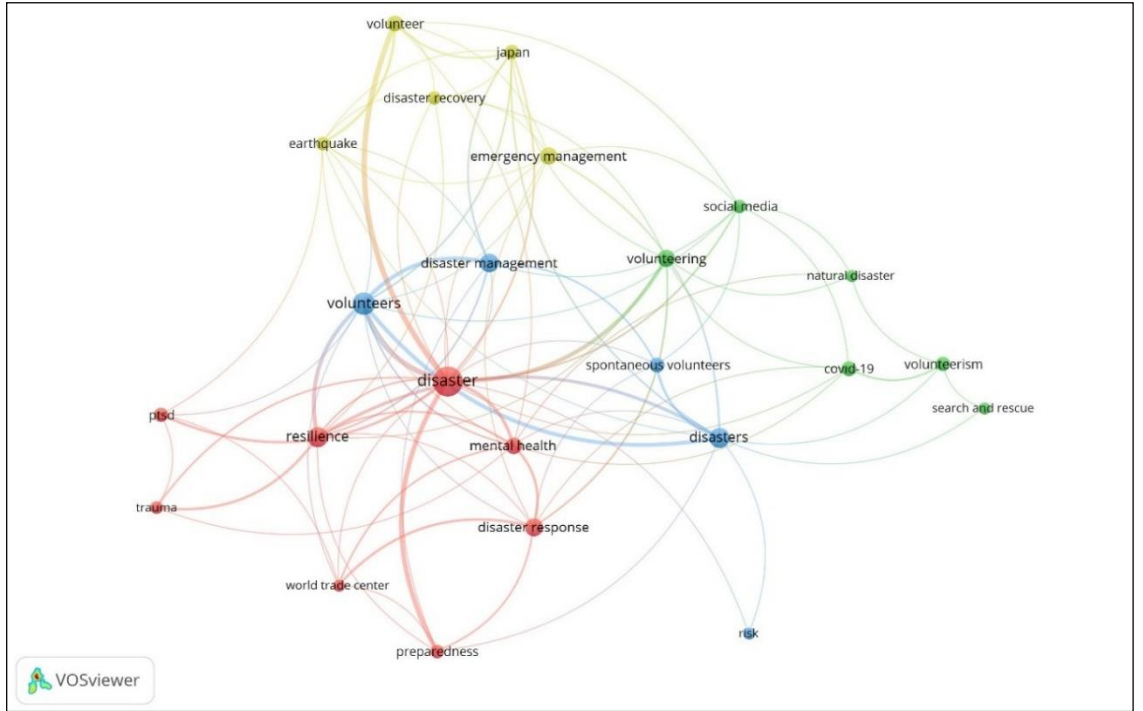 volunteer
japan
disaster recovery
earthquake
emergency management
social media
volunteering
disaster management
natural disaster
volunteers
spontaneous volunteers
covid-19
volunteerism
disaster
search and rescue
ptsd
resilience
mental health
disasters
trauma
disaster response
world trade center
risk
preparedness
VOSviewer